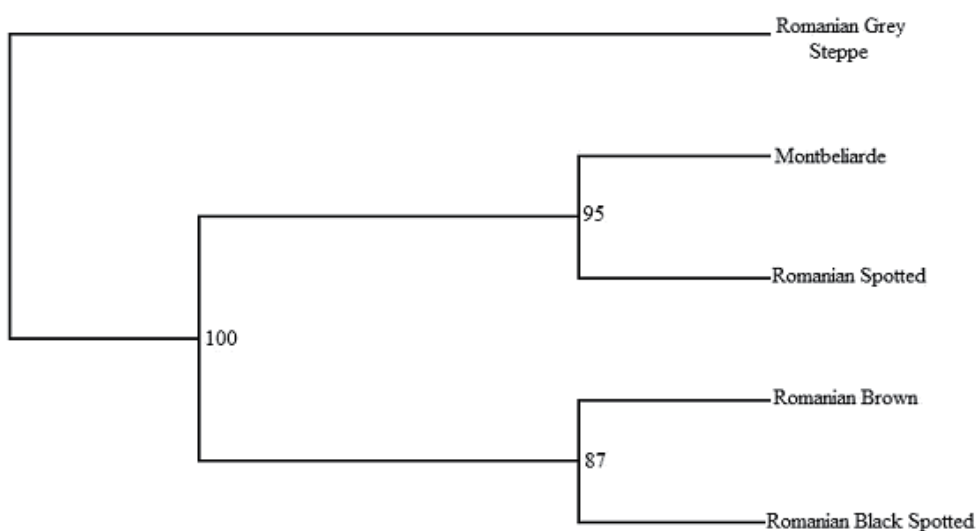 Romanian Grey
Steppe
Montbeliarde
95
Romanian Spotted
100
Romanian Brown
87
Romanian Black Spotted